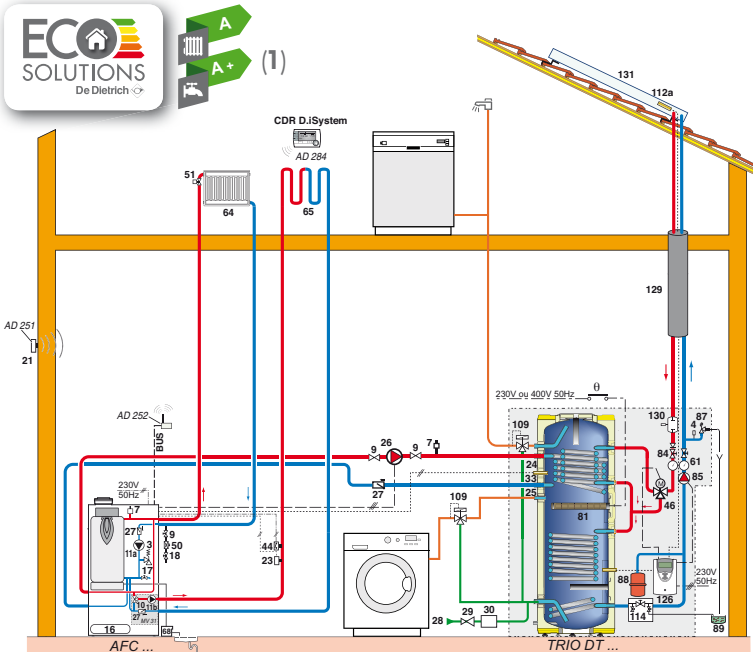 ECO
SOLUTIONS
De Dietrich
A
A+
(1)
131
112a
CDR D.iSystem
AD 284
51
64
65
129
AD 251
21
230V ou 400V 50Hz
θ
130
87
4
AD 252
BUS
26
9
9
7
109
84
61
85
24
33
25
27
M
46
230V
50Hz
7
109
81
27
3
9
11a
50
18
44
23
17
88
230V
50Hz
126
10
11b
27
2
MV 31
28
29
30
114
16
68
89
AFC ...
TRIO DT ...